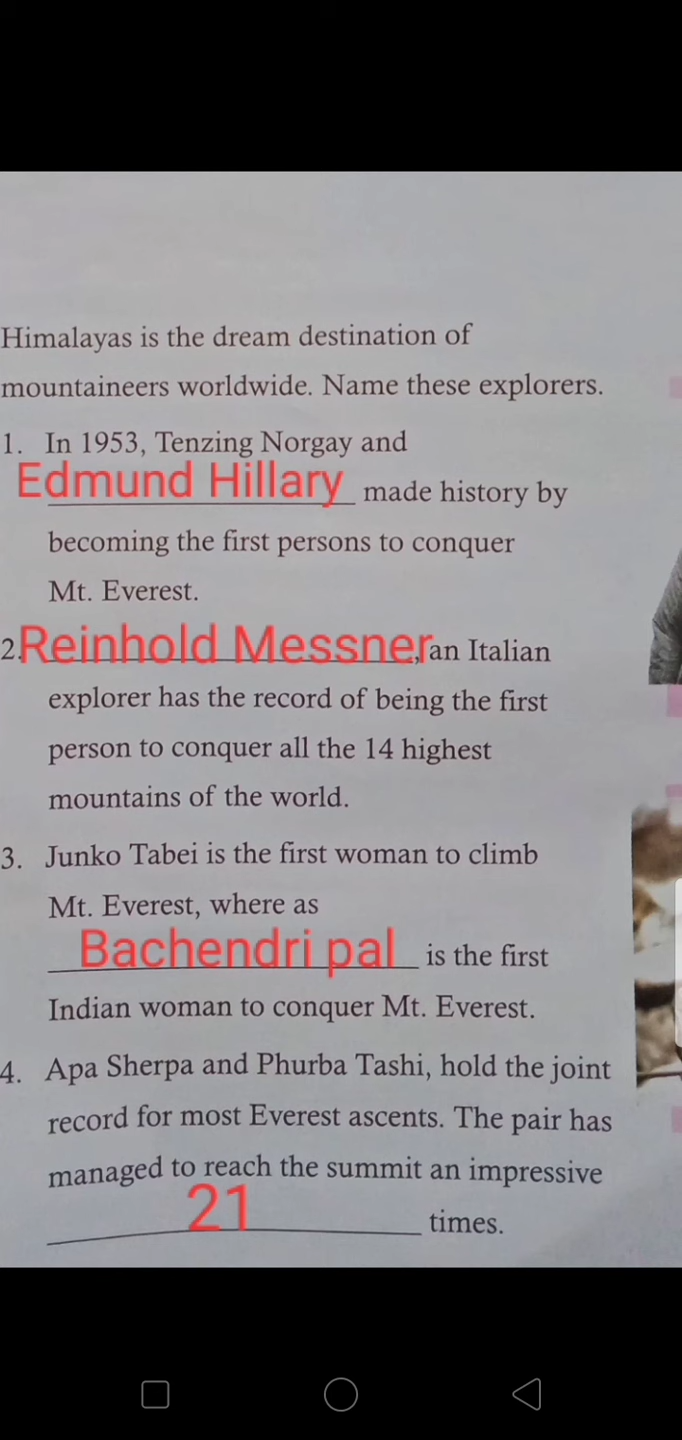 Himalayas is the dream destination of
mountaineers worldwide. Name these explorers.
1. In 1953, Tenzing Norgay and
Edmund Hillary made history by
becoming the first persons to conquer
Mt. Everest.
2. Reinhold Messner, an Italian
explorer has the record of being the first
person to conquer all the 14 highest
mountains of the world.
3. Junko Tabei is the first woman to climb
Mt. Everest, where as
Bachendri pal is the first
Indian woman to conquer Mt. Everest.
4. Apa Sherpa and Phurba Tashi, hold the joint
record for most Everest ascents. The pair has
managed to reach the summit an impressive
21 times.